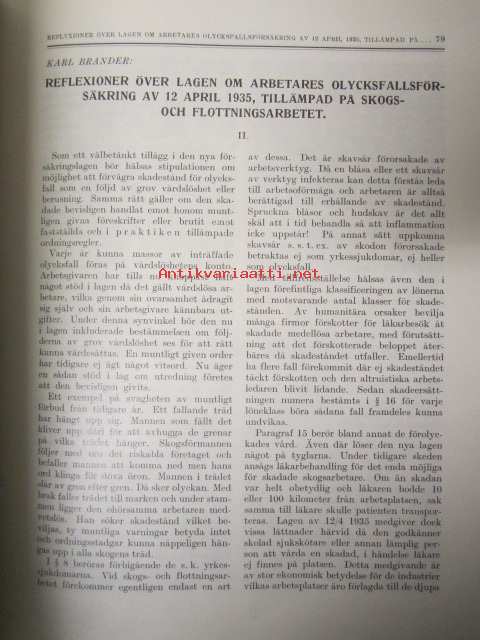 REFLEXIONER ÖVER LAGEN OM ARBETARES OLYCKSFALLSFÖRSÄKRING AV 12 APRIL 1935, TILLÄMPAD PÅ . . . 79
KARL BRANDER:
REFLEXIONER ÖVER LAGEN OM ARBETARES OLYCKSFALLSFÖR-
SÄKRING AV 12 APRIL 1935, TILLÄMPAD PÅ SKOGS-
OCH FLOTTNINGSARBETET.
II.
Som ett välbetänkt tillägg i den nya för-
säkringslagen bör hälsas stipulationen om
möjlighet att förvägra skadestånd för olycks-
fall som en följd av grov vårdslöshet eller
berusning. Samma rätt gäller om den ska-
dade bevisligen handlat emot honom munt-
ligen givna föreskrifter eller brutit emot
fastställda och i praktiken tillämpade
ordningsregler.
Varje år kunna massor av inträffade
olycksfall föras på vårdslöshetens konto.
Arbetsgivaren har tills nu knappast haft
något stöd i lagen då det gällt vårdslösa ar-
betare, vilka genom sin ovarsamhet ådragit
sig själv och sin arbetsgivare kännbara ut-
gifter. Under denna synvinkel bör den nu
i lagen inkluderade bestämmelsen om följ-
derna av grov vårdslöshet ses för att rätt
kunna värdesättas. En muntligt given order
har tidigare ej ägt något vitsord. Nu äger
en sådan stöd i lag om utredning företes
att den bevisligen givits.
Ett exempel på svagheten av muntligt
förbud från tidigare år. Ett fallande träd
har hängt upp sig. Mannen som fällt det
kliver upp däri för att avhugga de grenar
på vilka trädet hänger. Skogsförmannen
följer med oro det riskabla företaget och
befaller mannen att komma ned men hans
ord klinga för döva öron. Mannen i trädet
slår av gren efter gren. Då sker olyckan. Med
brak faller trädet till marken och under stam-
men ligger den ohörsamma arbetaren med-
vetslös. Han söker skadestånd vilket be-
viljas, ty muntliga varningar betyda intet
och ordningsstadgar kunna näppeligen hän-
gas upp i alla skogens träd.
I § 8 beröras förbigående de s. k. yrkes-
sjukdomarna. Vid skogs- och flottningsar-
betet förekommer egentligen endast en art
av dessa. Det är skavsår förorsakade av
arbetsverktyg. Då en blåsa eller ett skavsår
av verktyg infekteras kan detta förstås leda
till arbetsoförmåga och arbetaren är alltså
berättigad till erhållande av skadestånd.
Spruckna blåsor och hudskav är det allt
skäl att i tid behandla så att inflammation
icke uppstår! På annat sätt uppkomna
skavsår s. s. t. ex. av skodon förorsakade
betraktas ej som yrkessjukdomar, ej heller
som olycksfall.
hälsas även den i
lagen förefintliga klassificeringen av lönerna
med motsvarande antal klasser för skade-
stånden. Av humanitära orsaker bevilja
många firmor förskotter för läkarbesök åt
skadade medellösa arbetare, med förutsätt-
ning att det förskotterade beloppet åter-
bäres då skadeståndet utfaller. Emellertid
ha flere fall förekommit där ej skadeståndet
täckt förskotten och den altruistiska arbets-
ledaren blivit lidande. Sedan skadeersätt-
ningen numera bestämts i § 16 för varje
löneklass böra sådana fall framdeles kunna
undvikas.
Paragraf 15 berör bland annat de förolyc-
kades vård. Även där löser den nya lagen
något på tyglarna. Under tidigare skeden
ansågs läkarbehandling för det enda möjliga
för skadade skogsarbetare. Om än skadan
var helt obetydlig och läkaren bodde 10
eller 100 kilometer från arbetsplatsen, sak
samma till läkare skulle patienten transpor-
teras. Lagen av 12/4 1935 medgiver dock
vissa lättnader härvid då den godkänner
skolad sjukskötare eller annan lämplig per-
son att vårda en skadad, i händelse läkare
ej finnes på platsen. Detta medgivande är
av stor ekonomisk betydelse för de industrier
vilkas arbetsplatser äro förlagda till de djupa
Antikvariaatti.net